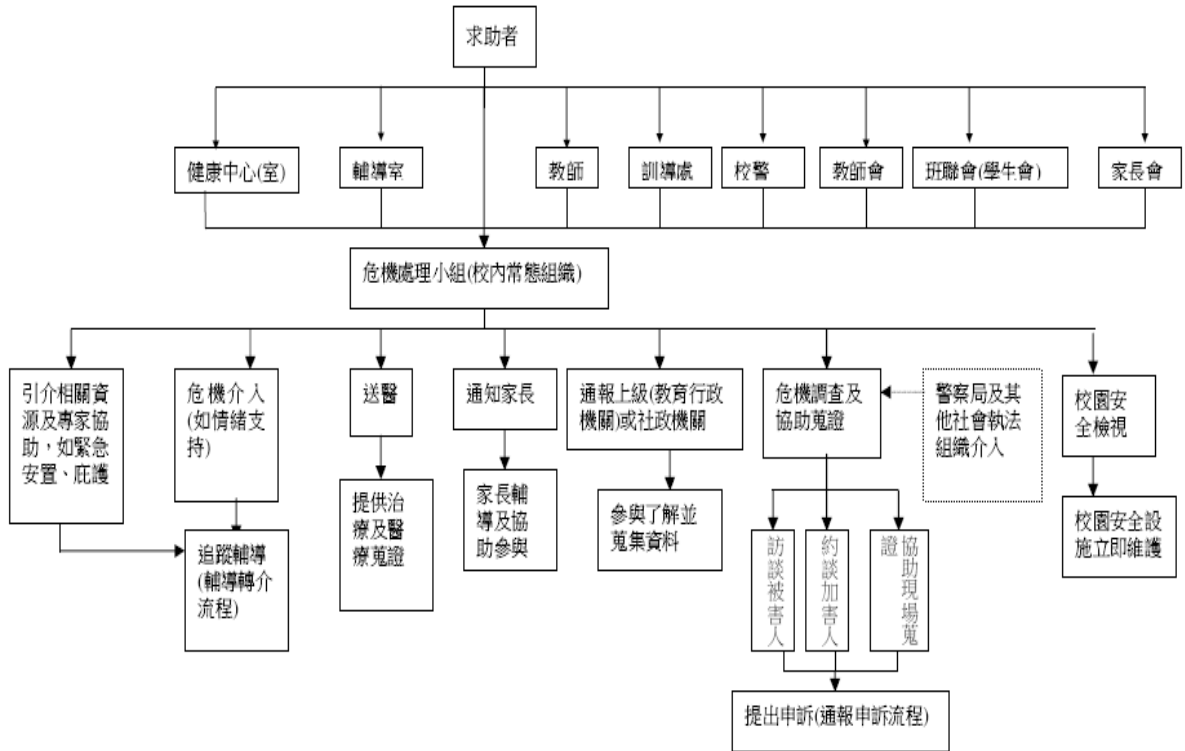 求助者
健康中心(室)
輔導室
教師
訓導處
校警
教師會
班聯會(學生會)
家長會
危機處理小組(校內常態組織)
引介相關資
源及專家協
助，如緊急
安置、庇護
危機介入
(如情緒支
持)
送醫
通知家長
通報上級(教育行政
機關)或社政機關
危機調查及
協助蒐證
警察局及其
他社會執法
組織介入
校園安
全檢視
追蹤輔導
(輔導轉介
流程)
提供治
療及醫
療蒐證
家長輔
導及協
助參與
參與了解並
蒐集資料
訪談被害人
約談加害人
協助現場蒐
證
校園安全設
施立即維護
提出申訴(通報申訴流程)